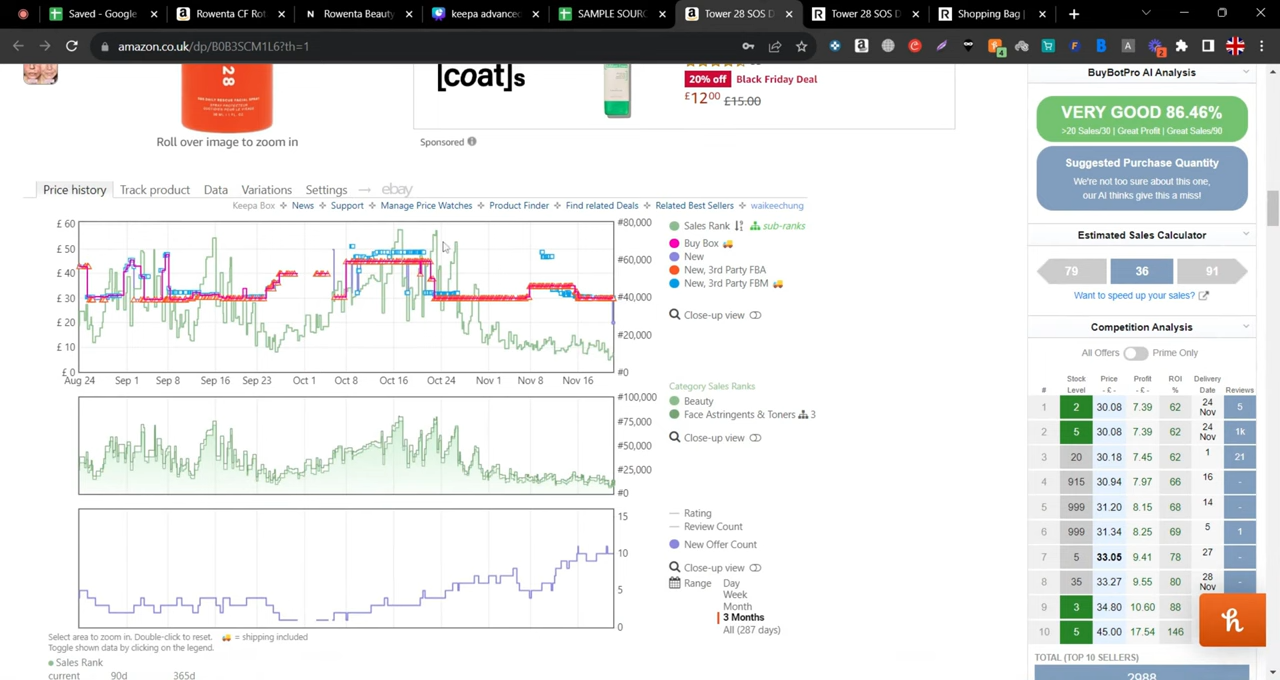 Saved - Google
Rowenta CF Rot
Rowenta Beauty
keepa advanced
SAMPLE SOURC
Tower 28 SOS D
Tower 28 SOS D
Shopping Bag |
amazon.co.uk/dp/B0B3SCM1L6?th=1
28
Roll over image to zoom in
[coat]s
20% off Black Friday Deal
£12.00 £15.00
Sponsored
Price history Track product Data Variations Settings ebay
Keepa Box News Support Manage Price Watches Product Finder Find related Deals Related Best Sellers waikeechung
£ 60
£ 50
£ 40
£ 30
£ 20
£ 10
£ 0
#80,000
#60,000
#40,000
#20,000
#0
Aug 24 Sep 1 Sep 8 Sep 16 Sep 23 Oct 1 Oct 8 Oct 16 Oct 24 Nov 1 Nov 8 Nov 16
Sales Rank sub-ranks
Buy Box
New
New, 3rd Party FBA
New, 3rd Party FBM
Close-up view
Category Sales Ranks
Beauty
Face Astringents & Toners 3
Close-up view
#100,000
#75,000
#50,000
#25,000
#0
Rating
Review Count
New Offer Count
Close-up view
15
10
5
0
Range
Day
Week
Month
3 Months
All (287 days)
Select area to zoom in. Double-click to reset. = shipping included
Toggle shown data by clicking on the legend.
Sales Rank
current 90d 365d
BuyBotPro AI Analysis
VERY GOOD 86.46%
>20 Sales/30 | Great Profit | Great Sales/90
Suggested Purchase Quantity
We're not too sure about this one,
our AI thinks give this a miss!
Estimated Sales Calculator
79 36 91
Want to speed up your sales?
Competition Analysis
All Offers Prime Only
# Stock Level Price - £ - Profit - £ - ROI % Delivery Date Reviews
1 2 30.08 7.39 62 24 Nov 5
2 5 30.08 7.39 62 24 Nov 1k
3 20 30.18 7.45 62 1 21
4 915 30.94 7.97 66 16 -
5 999 31.20 8.15 68 14 -
6 999 31.34 8.25 69 5 1
7 5 33.05 9.41 78 27 -
8 35 33.27 9.55 80 28 Nov -
9 3 34.80 10.60 88
10 5 45.00 17.54 146
TOTAL (TOP 10 SELLERS)
2988